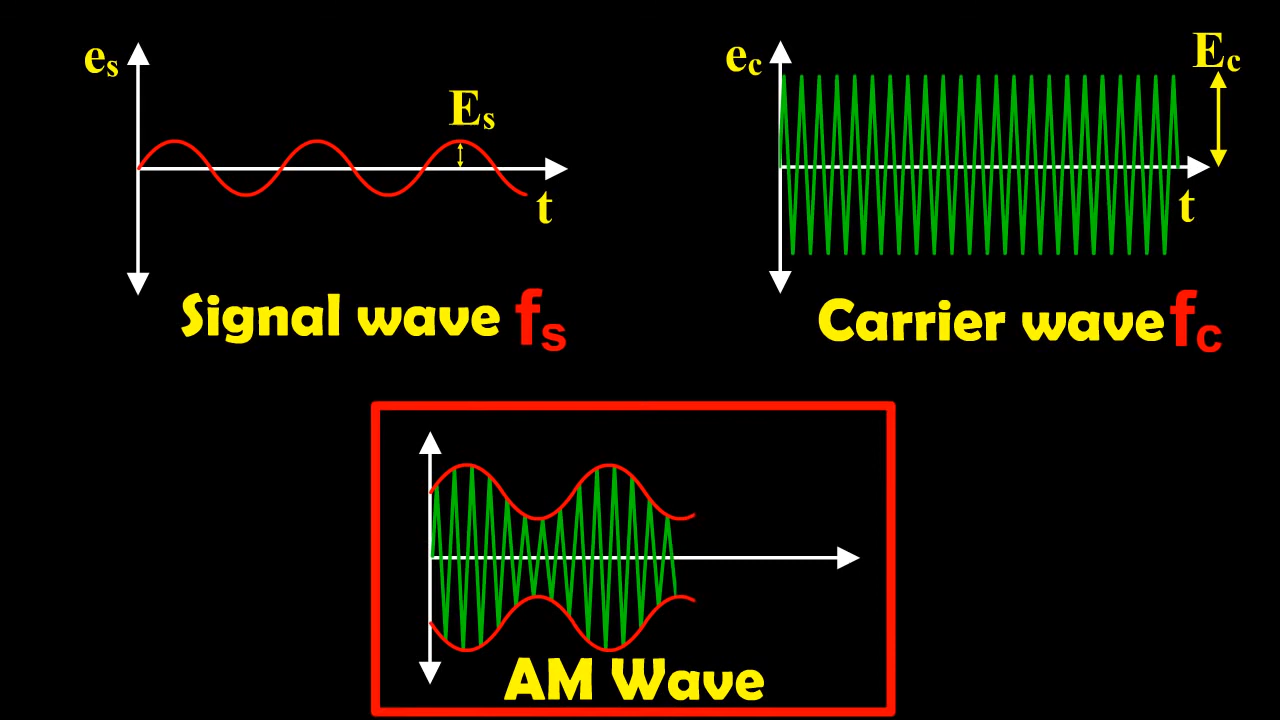 es
Es
t
Signal wave fs
ec
Ec
t
Carrier wave fc
AM Wave